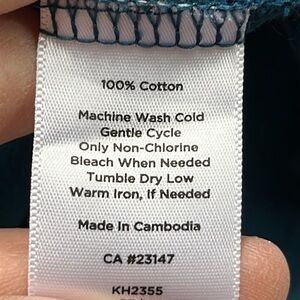 100% Cotton
Machine Wash Cold
Gentle Cycle
Only Non-Chlorine
Bleach When Needed
Tumble Dry Low
Warm Iron, if Needed
Made In Cambodia
CA #23147
KH2355